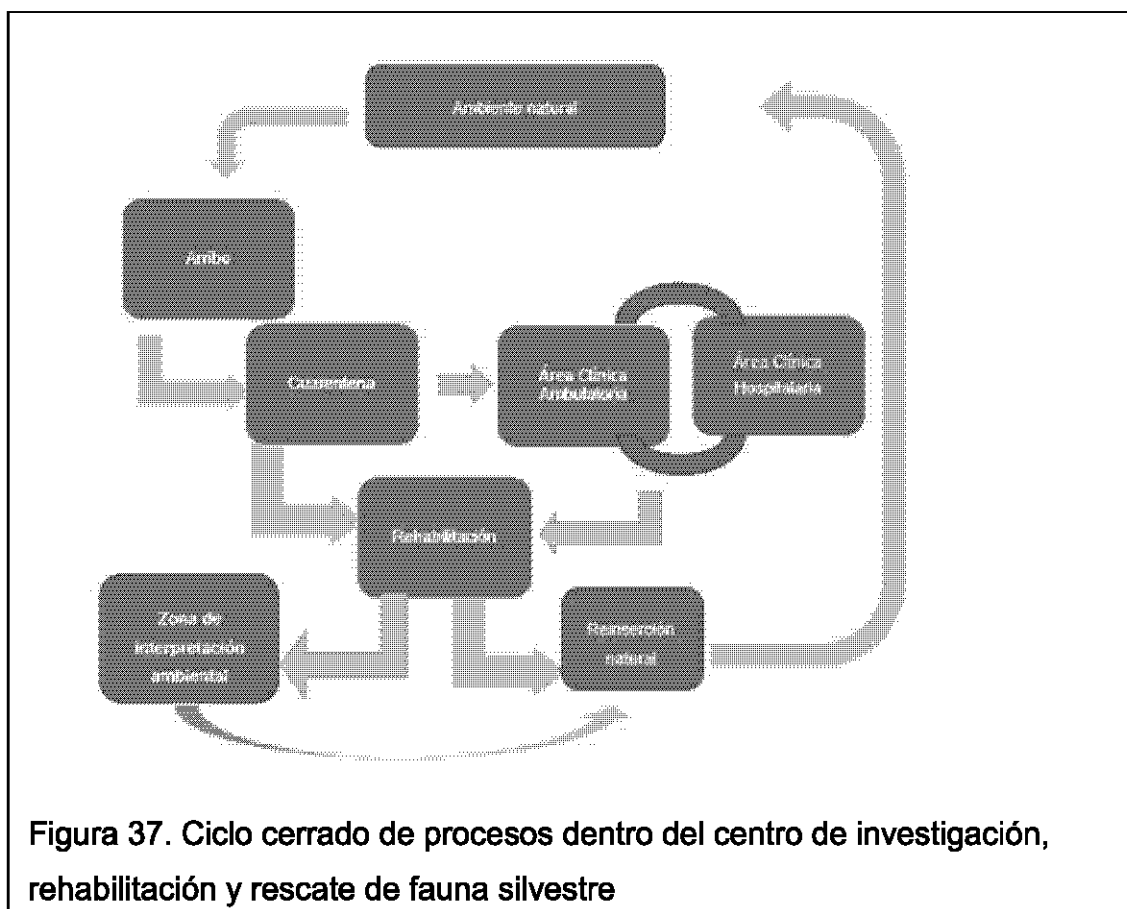 Ambiente natural
Arribo
Cuarentena
Área Clínica
Ambulatoria
Área Clínica
Hospitalaria
Rehabilitación
Zona de
interpretación
ambiental
Reinserción
natural
Figura 37. Ciclo cerrado de procesos dentro del centro de investigación,
rehabilitación y rescate de fauna silvestre